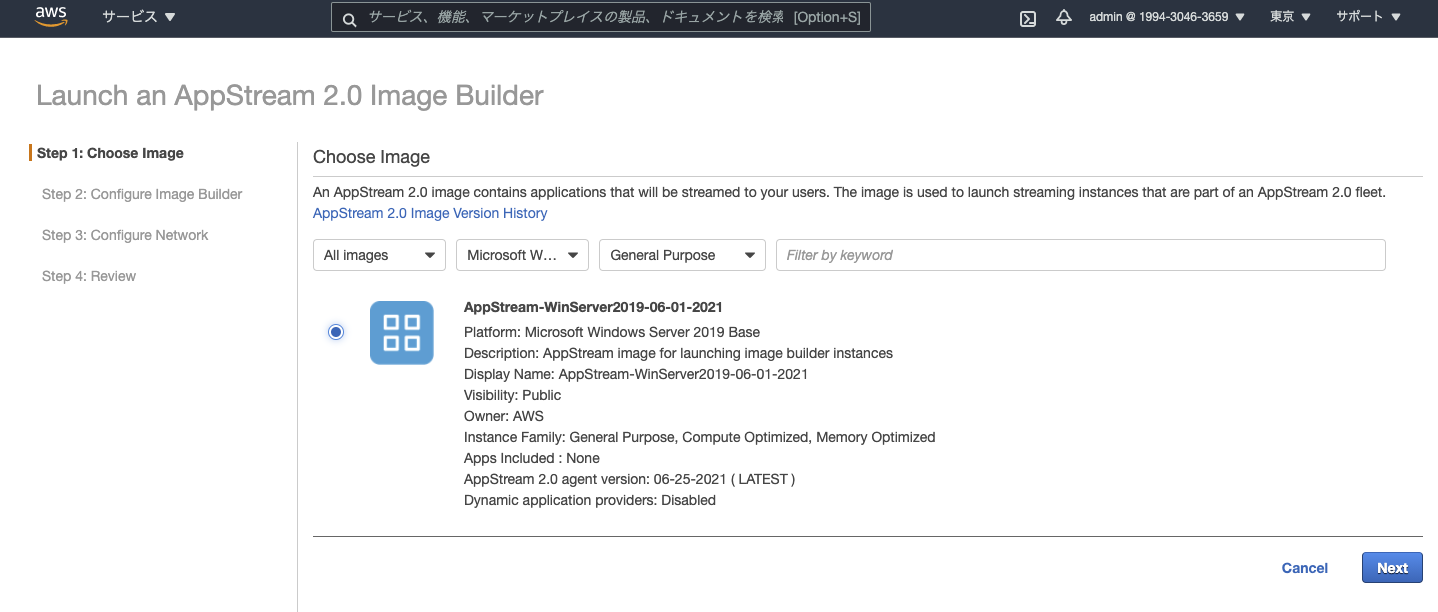 aws
サービス ▼
サービス、機能、マーケットプレイスの製品、ドキュメントを検索 [Option+S]
admin @ 1994-3046-3659 ▼
東京 ▼
サポート ▼
Launch an AppStream 2.0 Image Builder
Step 1: Choose Image
Step 2: Configure Image Builder
Step 3: Configure Network
Step 4: Review
Choose Image
An AppStream 2.0 image contains applications that will be streamed to your users. The image is used to launch streaming instances that are part of an AppStream 2.0 fleet.
AppStream 2.0 Image Version History
All images
Microsoft W...
General Purpose
Filter by keyword
AppStream-WinServer2019-06-01-2021
Platform: Microsoft Windows Server 2019 Base
Description: AppStream image for launching image builder instances
Display Name: AppStream-WinServer2019-06-01-2021
Visibility: Public
Owner: AWS
Instance Family: General Purpose, Compute Optimized, Memory Optimized
Apps Included : None
AppStream 2.0 agent version: 06-25-2021 ( LATEST )
Dynamic application providers: Disabled
Cancel
Next